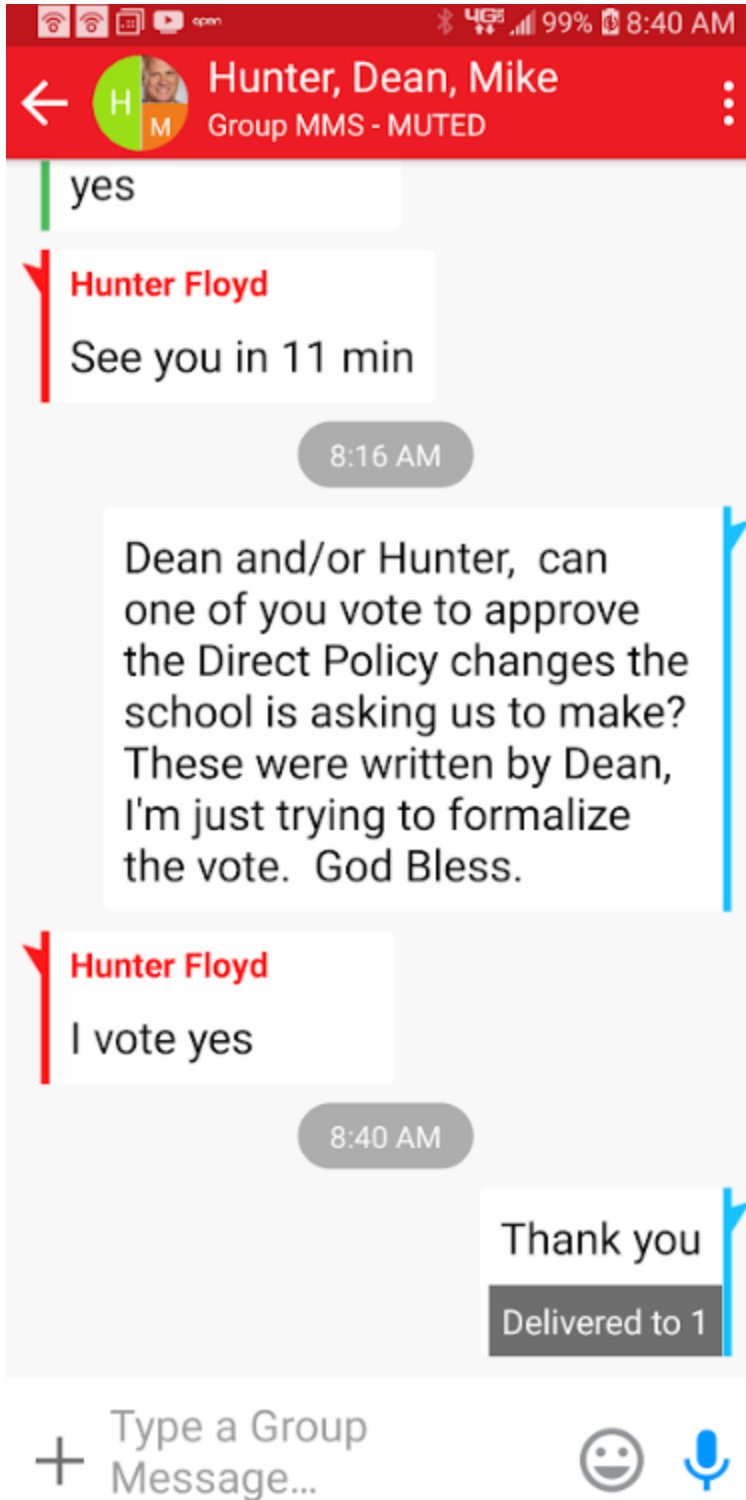 open 4G 99% 8:40 AM
Hunter, Dean, Mike
H
M
Group MMS - MUTED
yes
Hunter Floyd
See you in 11 min
8:16 AM
Dean and/or Hunter,  can
one of you vote to approve
the Direct Policy changes the
school is asking us to make?
These were written by Dean,
I'm just trying to formalize
the vote.  God Bless.
Hunter Floyd
I vote yes
8:40 AM
Thank you
Delivered to 1
Type a Group
Message...